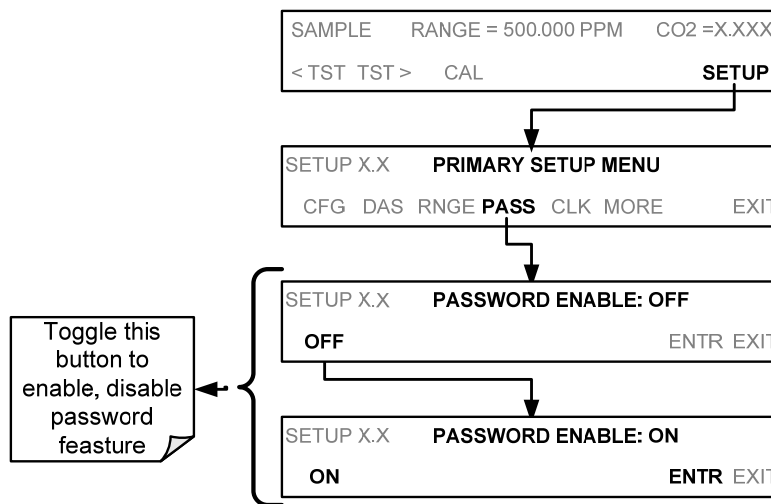 SAMPLE RANGE = 500.000 PPM CO2 =X.XXX
< TST TST > CAL SETUP
SETUP X.X PRIMARY SETUP MENU
CFG DAS RNGE PASS CLK MORE EXIT
SETUP X.X PASSWORD ENABLE: OFF
OFF ENTR EXIT
Toggle this
button to
enable, disable
password
feasture
SETUP X.X PASSWORD ENABLE: ON
ON ENTR EXIT